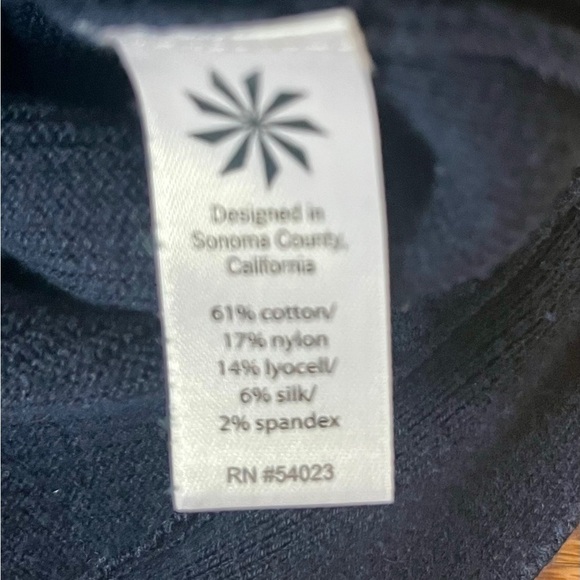 Designed in
Sonoma County,
California
61% cotton/
17% nylon
14% lyocell/
6% silk/
2% spandex
RN #54023